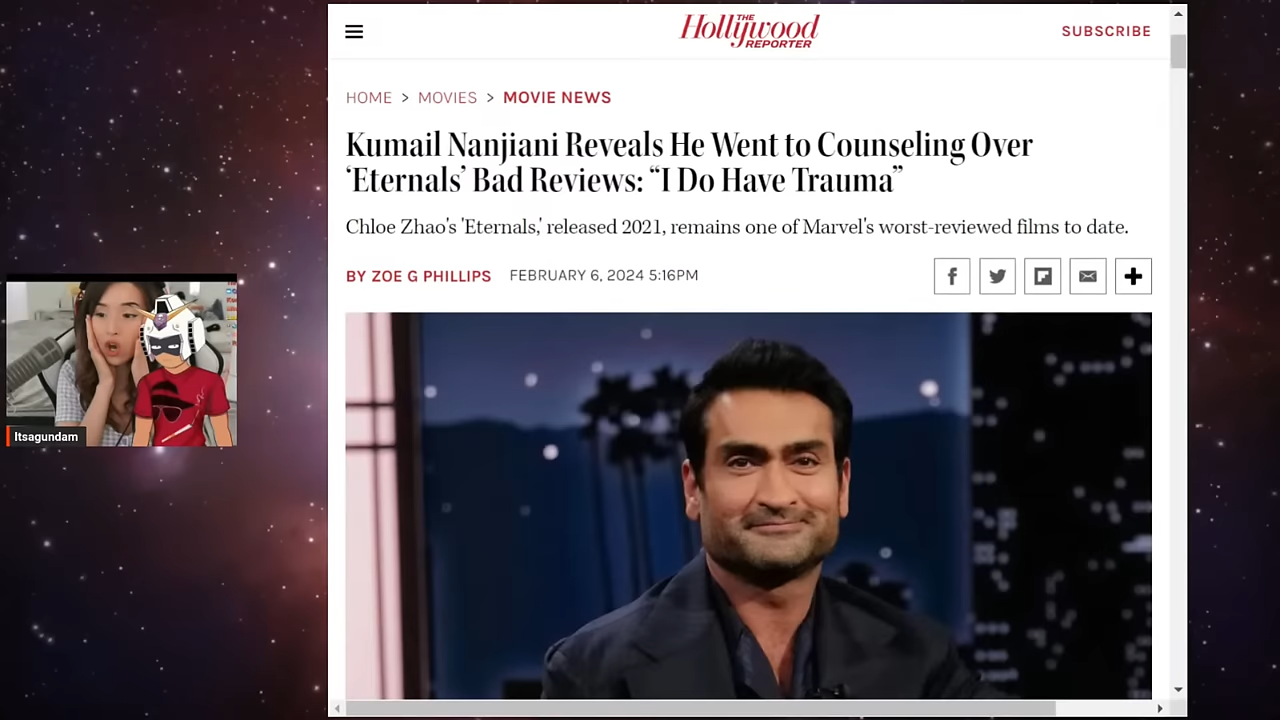 THE
Hollywood
REPORTER
SUBSCRIBE
HOME > MOVIES > MOVIE NEWS
Kumail Nanjiani Reveals He Went to Counseling Over
‘Eternals’ Bad Reviews: “I Do Have Trauma”
Chloe Zhao's 'Eternals,' released 2021, remains one of Marvel's worst-reviewed films to date.
BY ZOE G PHILLIPS FEBRUARY 6, 2024 5:16PM
Itsagundam